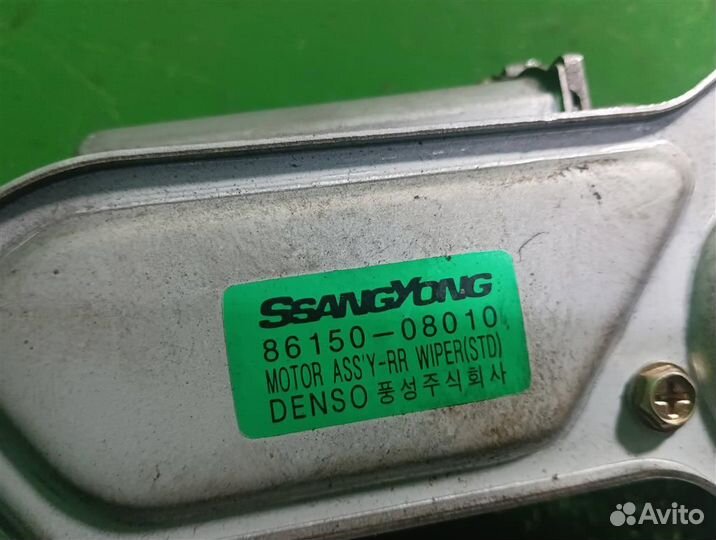 SSANGYONG
86150-08010
MOTOR ASS'Y-RR WIPER(STD)
DENSO 풍성주식회사
Avito